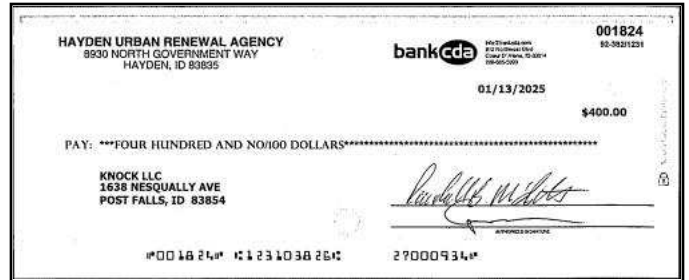 HAYDEN URBAN RENEWAL AGENCY
8930 NORTH GOVERNMENT WAY
HAYDEN, ID 83835
bankcda
001824
92-382/1231
01/13/2025
$400.00
PAY: ***FOUR HUNDRED AND NO/100 DOLLARS************************************************
KNOCK LLC
1638 NESQUALLY AVE
POST FALLS, ID 83854
AUTHORIZED SIGNATURE
⑈001824⑈ ⑆123103826⑆ 27000934⑈